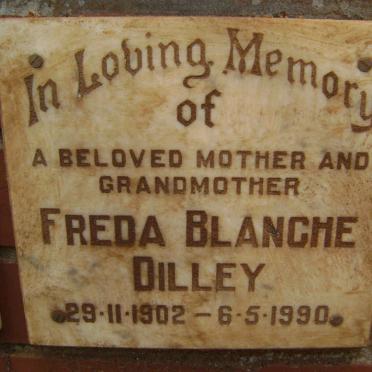 In Loving Memory
of
A BELOVED MOTHER AND
GRANDMOTHER
FREDA BLANCHE
DILLEY
29·11·1902 – 6·5·1990